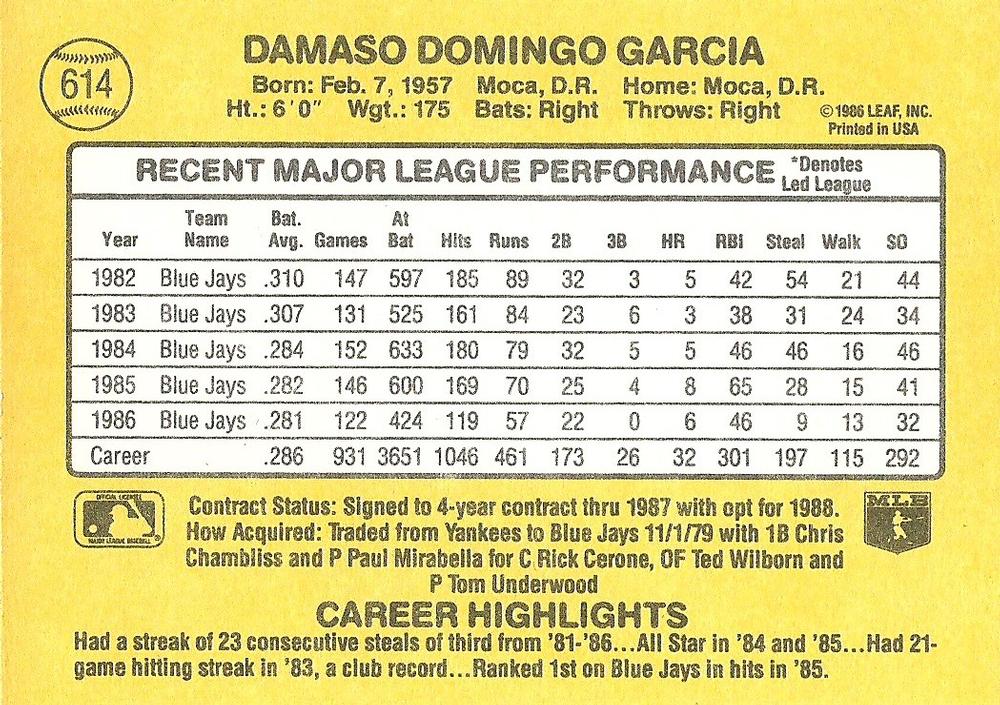 614
DAMASO DOMINGO GARCIA
Born: Feb. 7, 1957 Moca, D.R. Home: Moca, D.R.
Ht.: 6'0" Wgt.: 175 Bats: Right Throws: Right
©1986 LEAF, INC.
Printed in USA
RECENT MAJOR LEAGUE PERFORMANCE *Denotes
Led League
Year Team Name Bat. Avg. Games At Bat Hits Runs 2B 3B HR RBI Steal Walk SO
1982 Blue Jays .310 147 597 185 89 32 3 5 42 54 21 44
1983 Blue Jays .307 131 525 161 84 23 6 3 38 31 24 34
1984 Blue Jays .284 152 633 180 79 32 5 5 46 46 16 46
1985 Blue Jays .282 146 600 169 70 25 4 8 65 28 15 41
1986 Blue Jays .281 122 424 119 57 22 0 6 46 9 13 32
Career .286 931 3651 1046 461 173 26 32 301 197 115 292
OFFICIAL LICENSEE
MAJOR LEAGUE BASEBALL
MLB
Contract Status: Signed to 4-year contract thru 1987 with opt for 1988.
How Acquired: Traded from Yankees to Blue Jays 11/1/79 with 1B Chris
Chambliss and P Paul Mirabella for C Rick Cerone, OF Ted Wilborn and
P Tom Underwood
CAREER HIGHLIGHTS
Had a streak of 23 consecutive steals of third from '81-'86...All Star in '84 and '85...Had 21-
game hitting streak in '83, a club record...Ranked 1st on Blue Jays in hits in '85.